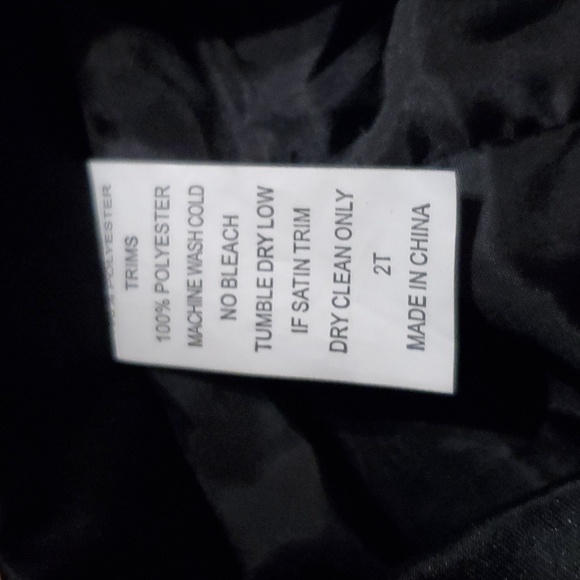 POLYESTER
TRIMS
100% POLYESTER
MACHINE WASH COLD
NO BLEACH
TUMBLE DRY LOW
IF SATIN TRIM
DRY CLEAN ONLY
2T
MADE IN CHINA